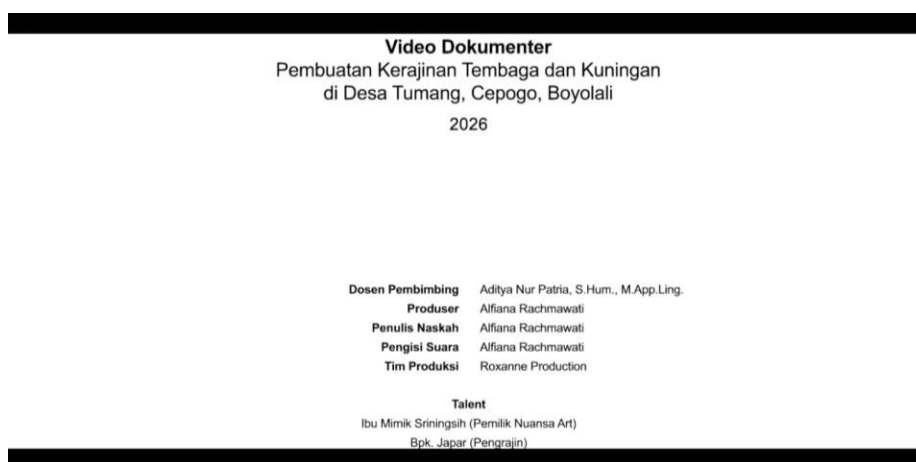 Video Dokumenter
Pembuatan Kerajinan Tembaga dan Kuningan
di Desa Tumang, Cepogo, Boyolali
2026
Dosen Pembimbing Aditya Nur Patria, S.Hum., M.App.Ling.
Produser Alfiana Rachmawati
Penulis Naskah Alfiana Rachmawati
Pengisi Suara Alfiana Rachmawati
Tim Produksi Roxanne Production
Talent
Ibu Mimik Sriningsih (Pemilik Nuansa Art)
Bpk. Japar (Pengrajin)